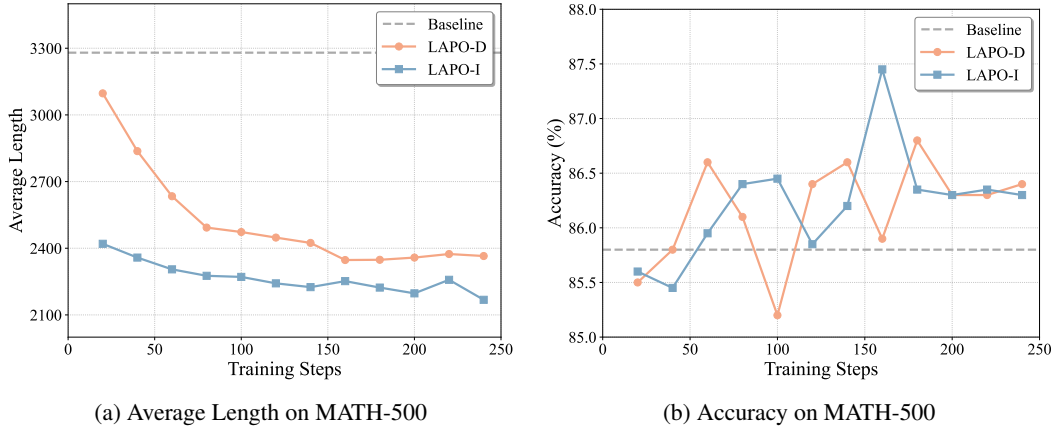 3300
3000
2700
2400
2100
0
50
100
150
200
250
Average Length
Training Steps
Baseline
LAPO-D
LAPO-I
(a) Average Length on MATH-500
88.0
87.5
87.0
86.5
86.0
85.5
85.0
0
50
100
150
200
250
Accuracy (%)
Training Steps
Baseline
LAPO-D
LAPO-I
(b) Accuracy on MATH-500